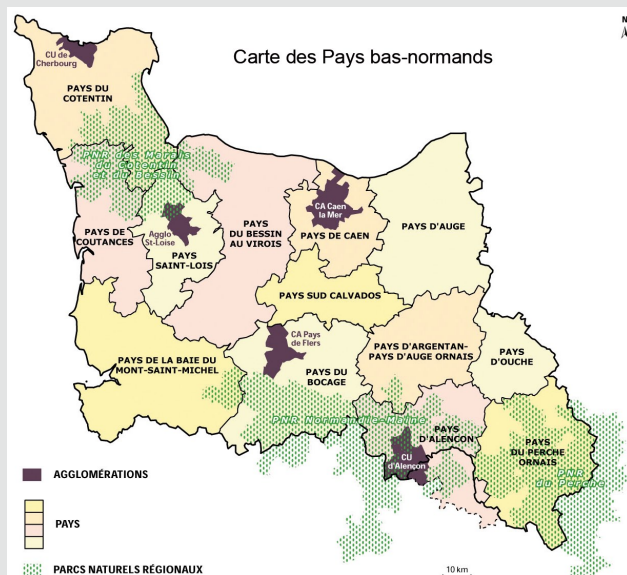 Carte des Pays bas-normands
N
CU de
Cherbourg
PAYS DU
COTENTIN
PNR des Marais
du Cotentin
et du Bessin
PAYS DE
COUTANCES
Agglo
St-Loise
PAYS
SAINT-LOIS
PAYS
DU BESSIN
AU VIROIS
CA Caen
la Mer
PAYS DE CAEN
PAYS D'AUGE
PAYS SUD CALVADOS
CA Pays
de Flers
PAYS DE LA BAIE DU
MONT-SAINT-MICHEL
PAYS DU
BOCAGE
PAYS D'ARGENTAN-
PAYS D'AUGE ORNAIS
PAYS
D'OUCHE
PNR Normandie-Maine
PAYS
D'ALENÇON
CU
d'Alençon
PAYS
DU PERCHE
ORNAIS
PNR
du Perche
AGGLOMÉRATIONS
PAYS
PARCS NATURELS RÉGIONAUX
10 km